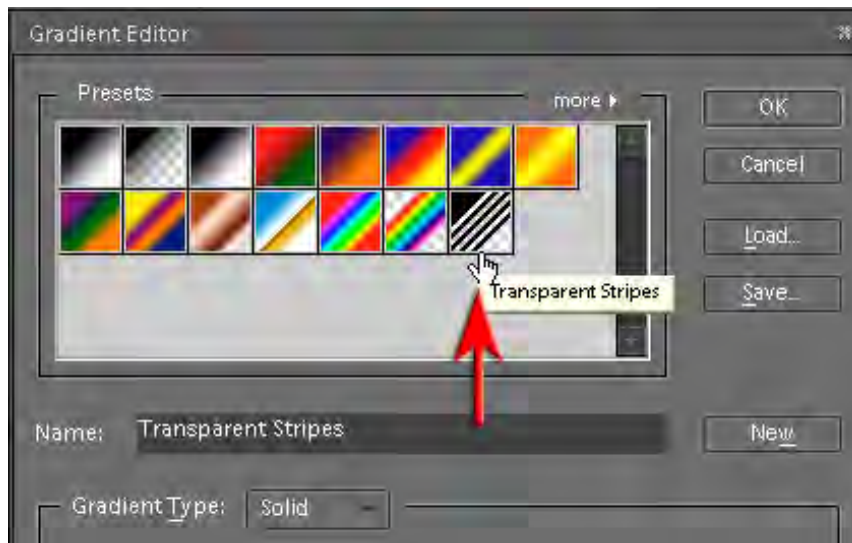 Gradient Editor
Presets
more
OK
Cancel
Load...
Transparent Stripes
Save...
Name: Transparent Stripes
New
Gradient Type: Solid